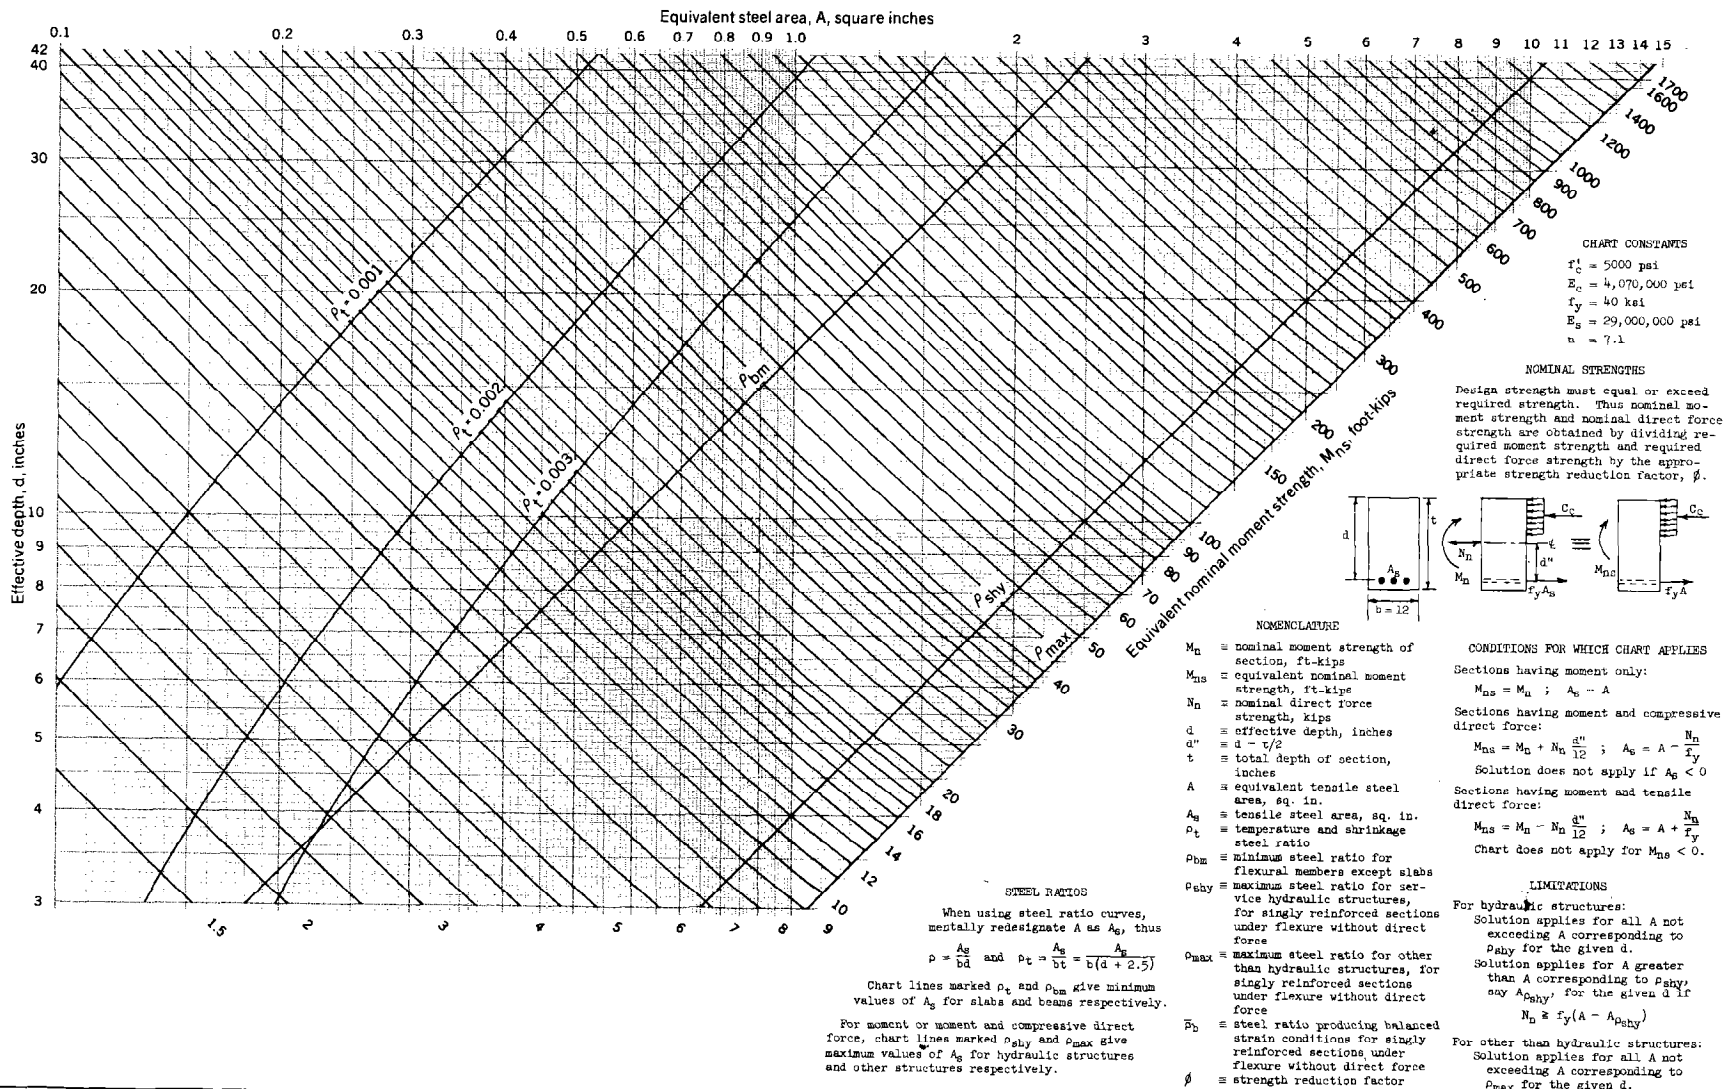 Equivalent steel area, A, square inches
0.1 0.2 0.3 0.4 0.5 0.6 0.7 0.8 0.9 1.0 2 3 4 5 6 7 8 9 10 11 12 13 14 15
42
40
30
20
10
9
8
7
6
5
4
3
Effective depth, d, inches
ρt = 0.001
ρt = 0.002
ρt = 0.003
ρbm
ρshy
ρmax
1.5 2 3 4 5 6 7 8 9 10 12 14 16 18 20 30 40 50 60 70 80 90 100 150 200 300 400 500 600 700 800 900 1000 1200 1400 1600 1700
Equivalent nominal moment strength, Mns, foot-kips
CHART CONSTANTS
f'c = 5000 psi
Ec = 4,070,000 psi
fy = 40 ksi
Es = 29,000,000 psi
n = 7.1
NOMINAL STRENGTHS
Design strength must equal or exceed
required strength. Thus nominal mo-
ment strength and nominal direct force
strength are obtained by dividing re-
quired moment strength and required
direct force strength by the appro-
priate strength reduction factor, ∅.
d t As b = 12
Nn Mn Cc ¢ d" fyAs
Mns Cc fyA
NOMENCLATURE
Mn ≡ nominal moment strength of
section, ft-kips
Mns ≡ equivalent nominal moment
strength, ft-kips
Nn ≡ nominal direct force
strength, kips
d ≡ effective depth, inches
d" ≡ d - t/2
t ≡ total depth of section,
inches
A ≡ equivalent tensile steel
area, sq. in.
As ≡ tensile steel area, sq. in.
ρt ≡ temperature and shrinkage
steel ratio
ρbm ≡ minimum steel ratio for
flexural members except slabs
ρshy ≡ maximum steel ratio for ser-
vice hydraulic structures,
for singly reinforced sections
under flexure without direct
force
ρmax ≡ maximum steel ratio for other
than hydraulic structures, for
singly reinforced sections
under flexure without direct
force
ρ̄b ≡ steel ratio producing balanced
strain conditions for singly
reinforced sections under
flexure without direct force
∅ ≡ strength reduction factor
CONDITIONS FOR WHICH CHART APPLIES
Sections having moment only:
Mns = Mn ; As = A
Sections having moment and compressive
direct force:
Mns = Mn + Nn d"/12 ; As = A - Nn/fy
Solution does not apply if As < 0
Sections having moment and tensile
direct force:
Mns = Mn - Nn d"/12 ; As = A + Nn/fy
Chart does not apply for Mns < 0.
LIMITATIONS
For hydraulic structures:
Solution applies for all A not
exceeding A corresponding to
ρshy for the given d.
Solution applies for A greater
than A corresponding to ρshy,
say Aρshy, for the given d if
Nn ≧ fy(A - Aρshy)
For other than hydraulic structures:
Solution applies for all A not
exceeding A corresponding to
ρmax for the given d.
STEEL RATIOS
When using steel ratio curves,
mentally redesignate A as As, thus
ρ = As/bd and ρt = As/bt = As/b(d + 2.5)
Chart lines marked ρt and ρbm give minimum
values of As for slabs and beams respectively.
For moment or moment and compressive direct
force, chart lines marked ρshy and ρmax give
maximum values of As for hydraulic structures
and other structures respectively.